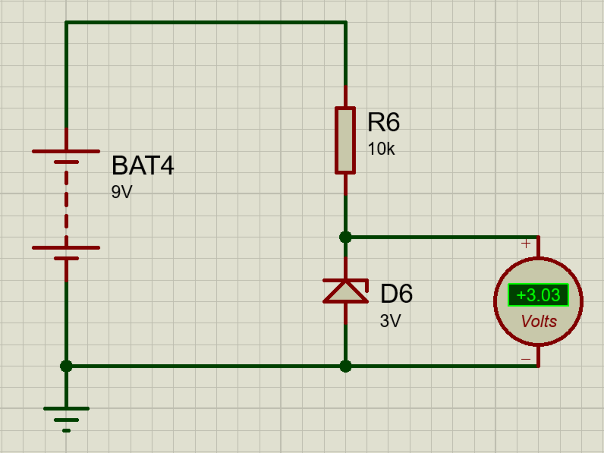 R6
10k
BAT4
9V
+
+3.03
Volts
−
D6
3V